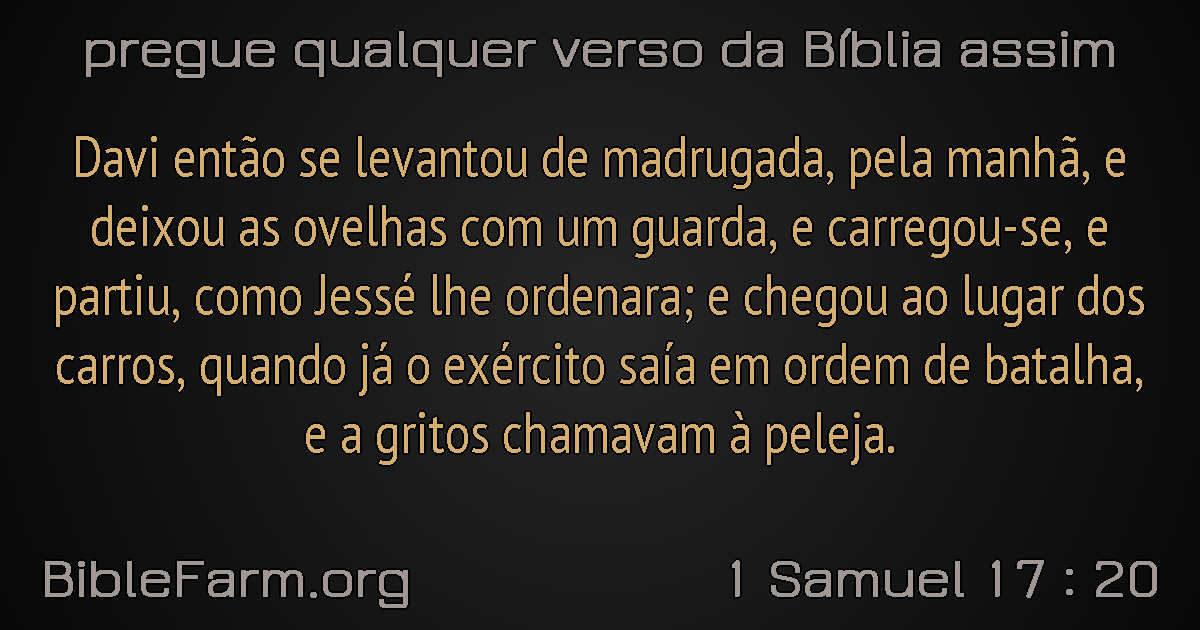 pregue qualquer verso da Bíblia assim
Davi então se levantou de madrugada, pela manhã, e
deixou as ovelhas com um guarda, e carregou-se, e
partiu, como Jessé lhe ordenara; e chegou ao lugar dos
carros, quando já o exército saía em ordem de batalha,
e a gritos chamavam à peleja.
BibleFarm.org
1 Samuel 17 : 20